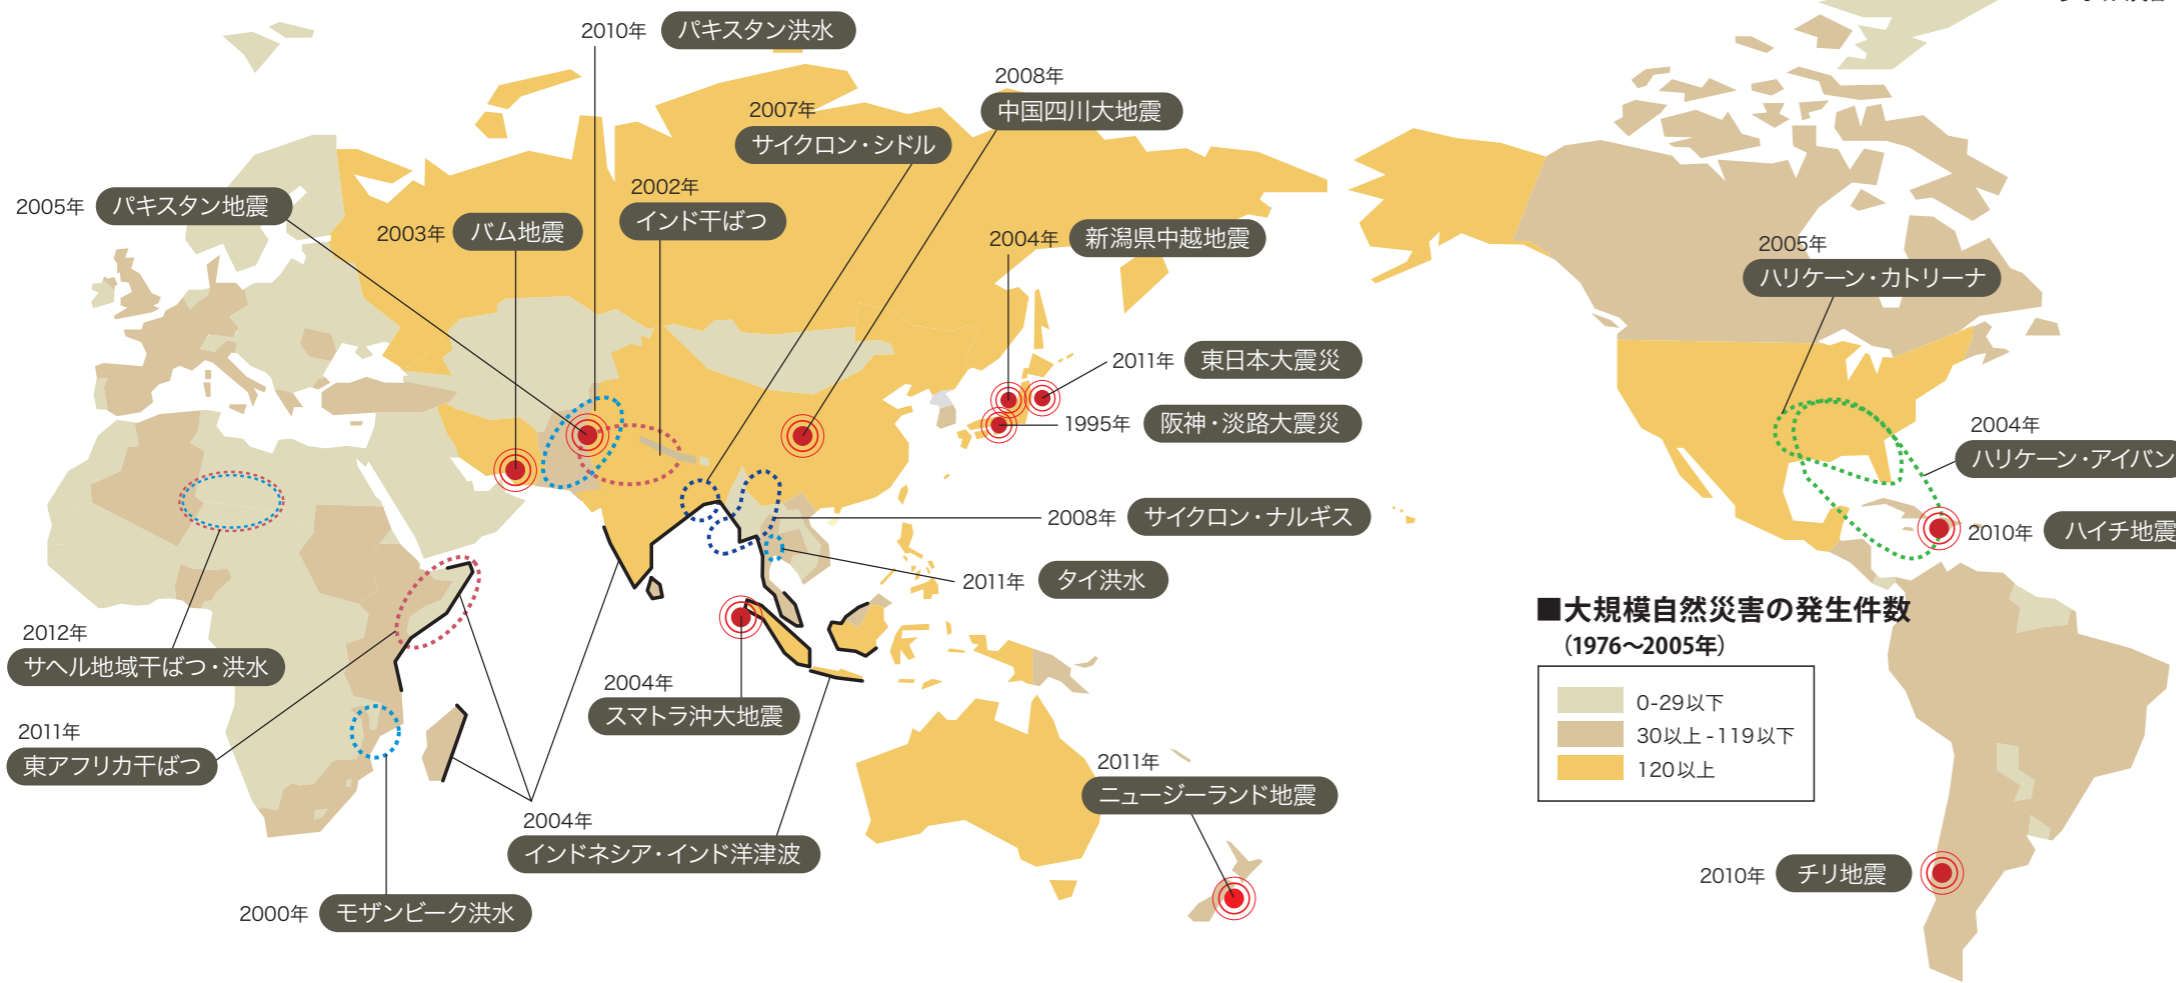 2010年 パキスタン洪水
2008年
中国四川大地震
2007年
サイクロン・シドル
2002年
インド干ばつ
2005年 パキスタン地震
2003年 バム地震
2004年 新潟県中越地震
2005年
ハリケーン・カトリーナ
2011年 東日本大震災
1995年 阪神・淡路大震災
2004年
ハリケーン・アイバン
2008年 サイクロン・ナルギス
2010年 ハイチ地震
2011年 タイ洪水
■大規模自然災害の発生件数
(1976〜2005年)
0-29以下
30以上-119以下
120以上
2012年
サヘル地域干ばつ・洪水
2004年
スマトラ沖大地震
2011年
東アフリカ干ばつ
2011年
ニュージーランド地震
2004年
インドネシア・インド洋津波
2010年 チリ地震
2000年 モザンビーク洪水